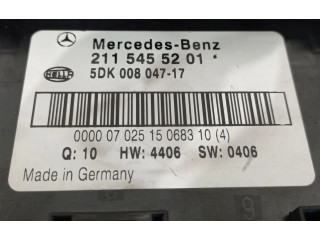 Mercedes-Benz
211 545 52 01 *
HELLA
5DK 008 047-17
0000 07 025 15 0683 10 (4)
Q: 10 HW: 4406 SW: 0406
Made in Germany